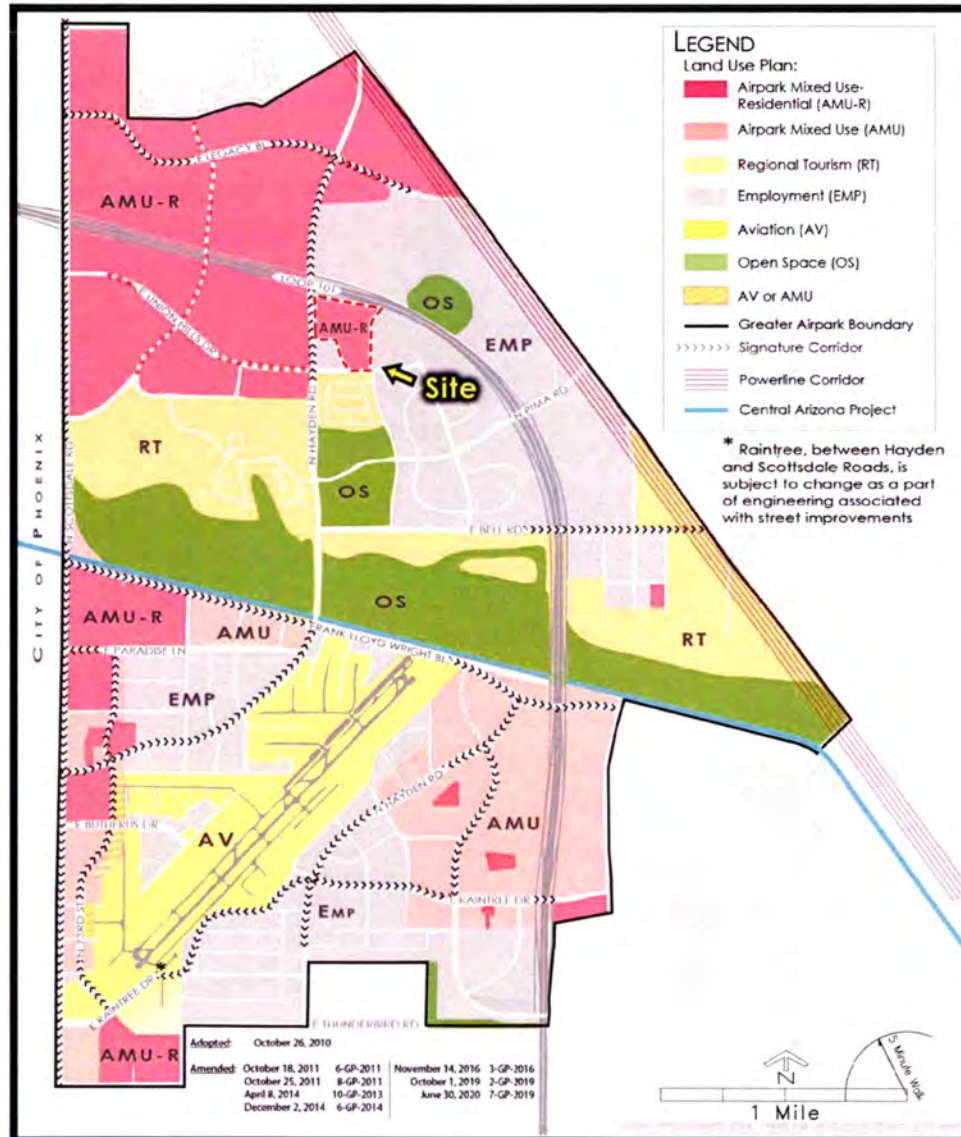 LEGEND
Land Use Plan:
Airpark Mixed Use-
Residential (AMU-R)
Airpark Mixed Use (AMU)
Regional Tourism (RT)
Employment (EMP)
Aviation (AV)
Open Space (OS)
AV or AMU
Greater Airpark Boundary
Signature Corridor
Powerline Corridor
Central Arizona Project
* Raintree, between Hayden
and Scottsdale Roads, is
subject to change as a part
of engineering associated
with street improvements
E LEGACY BL
AMU-R
LOOP 101
OS
E UNION HILLS DR
AMU-R
EMP
Site
N PIMA RD
N HAYDEN RD
RT
OS
CITY OF PHOENIX
N SCOTTSDALE RD
E BELL RD
OS
RT
AMU-R
AMU
FRANK LLOYD WRIGHT BL
E PARADISE LN
EMP
N HAYDEN RD
AMU
E BUTHERUS DR
AV
E RAINTREE DR
EMP
N 73RD ST
*
E RAINTREE DR
E THUNDERBIRD RD
AMU-R
Adopted: October 26, 2010
Amended: October 18, 2011 6-GP-2011 November 14, 2016 3-GP-2016
October 25, 2011 8-GP-2011 October 1, 2019 2-GP-2019
April 8, 2014 10-GP-2013 June 30, 2020 7-GP-2019
December 2, 2014 6-GP-2014
N
5 Minute Walk
1 Mile